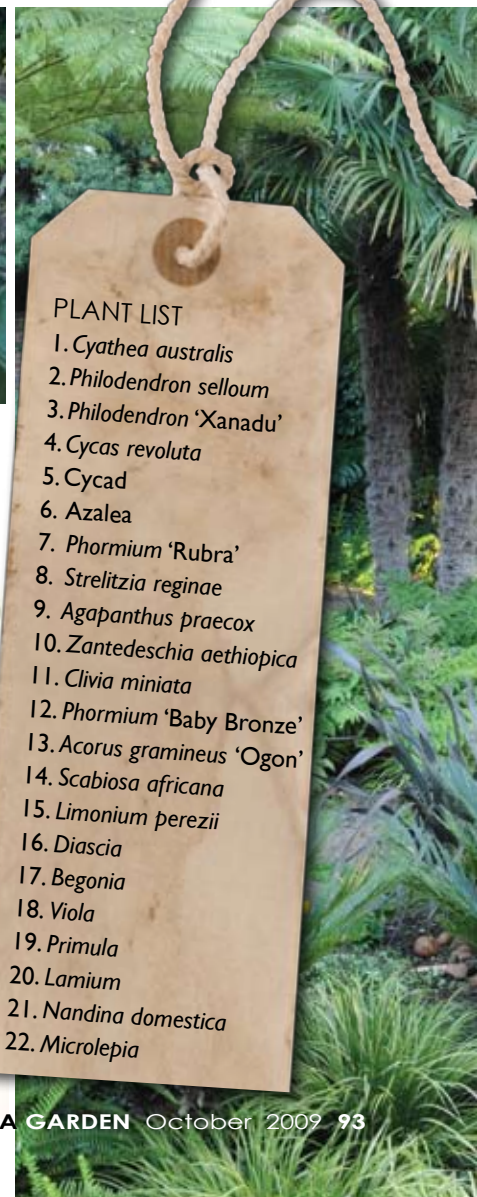 PLANT LIST
1. Cyathea australis
2. Philodendron selloum
3. Philodendron ‘Xanadu’
4. Cycas revoluta
5. Cycad
6. Azalea
7. Phormium ‘Rubra’
8. Strelitzia reginae
9. Agapanthus praecox
10. Zantedeschia aethiopica
11. Clivia miniata
12. Phormium ‘Baby Bronze’
13. Acorus gramineus ‘Ogon’
14. Scabiosa africana
15. Limonium perezii
16. Diascia
17. Begonia
18. Viola
19. Primula
20. Lamium
21. Nandina domestica
22. Microlepia
A GARDEN October 2009 93